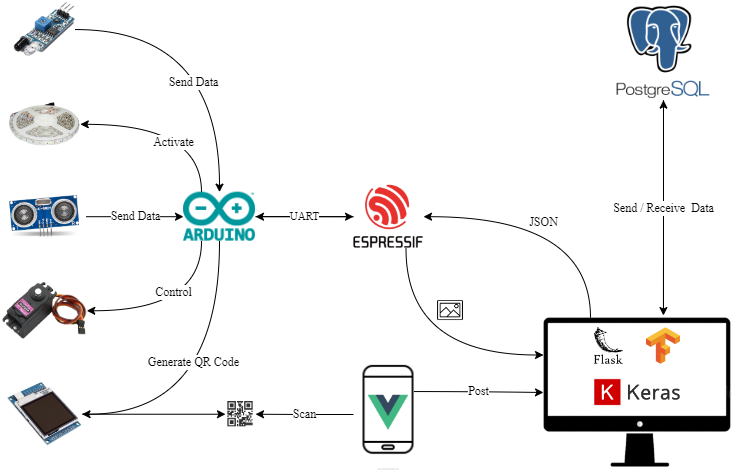 PostgreSQL
Send Data
Activate
Send Data
ARDUINO
UART
ESPRESSIF
JSON
Send / Receive Data
Control
Generate QR Code
Flask
Keras
Post
Scan